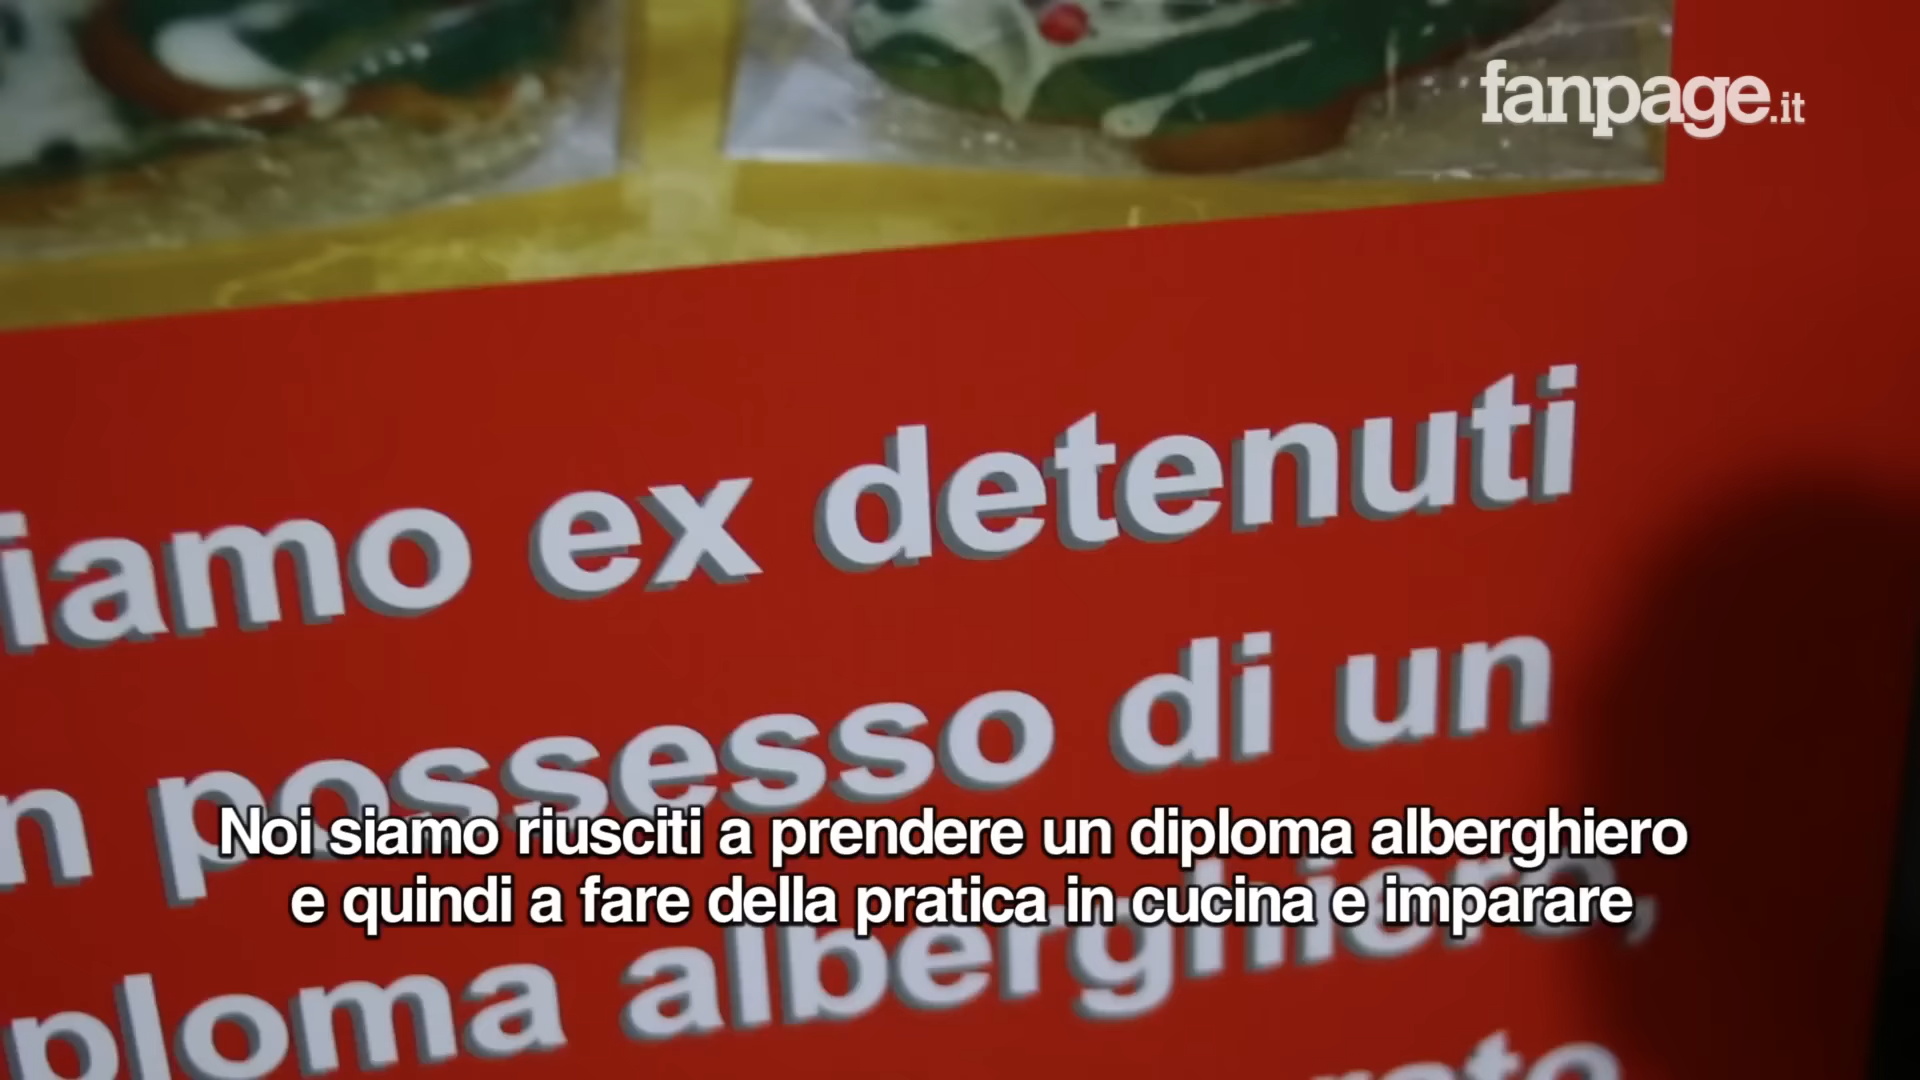 fanpage.it
iamo ex detenuti
n possesso di un
Noi siamo riusciti a prendere un diploma alberghiero
e quindi a fare della pratica in cucina e imparare
ploma alberghiero,